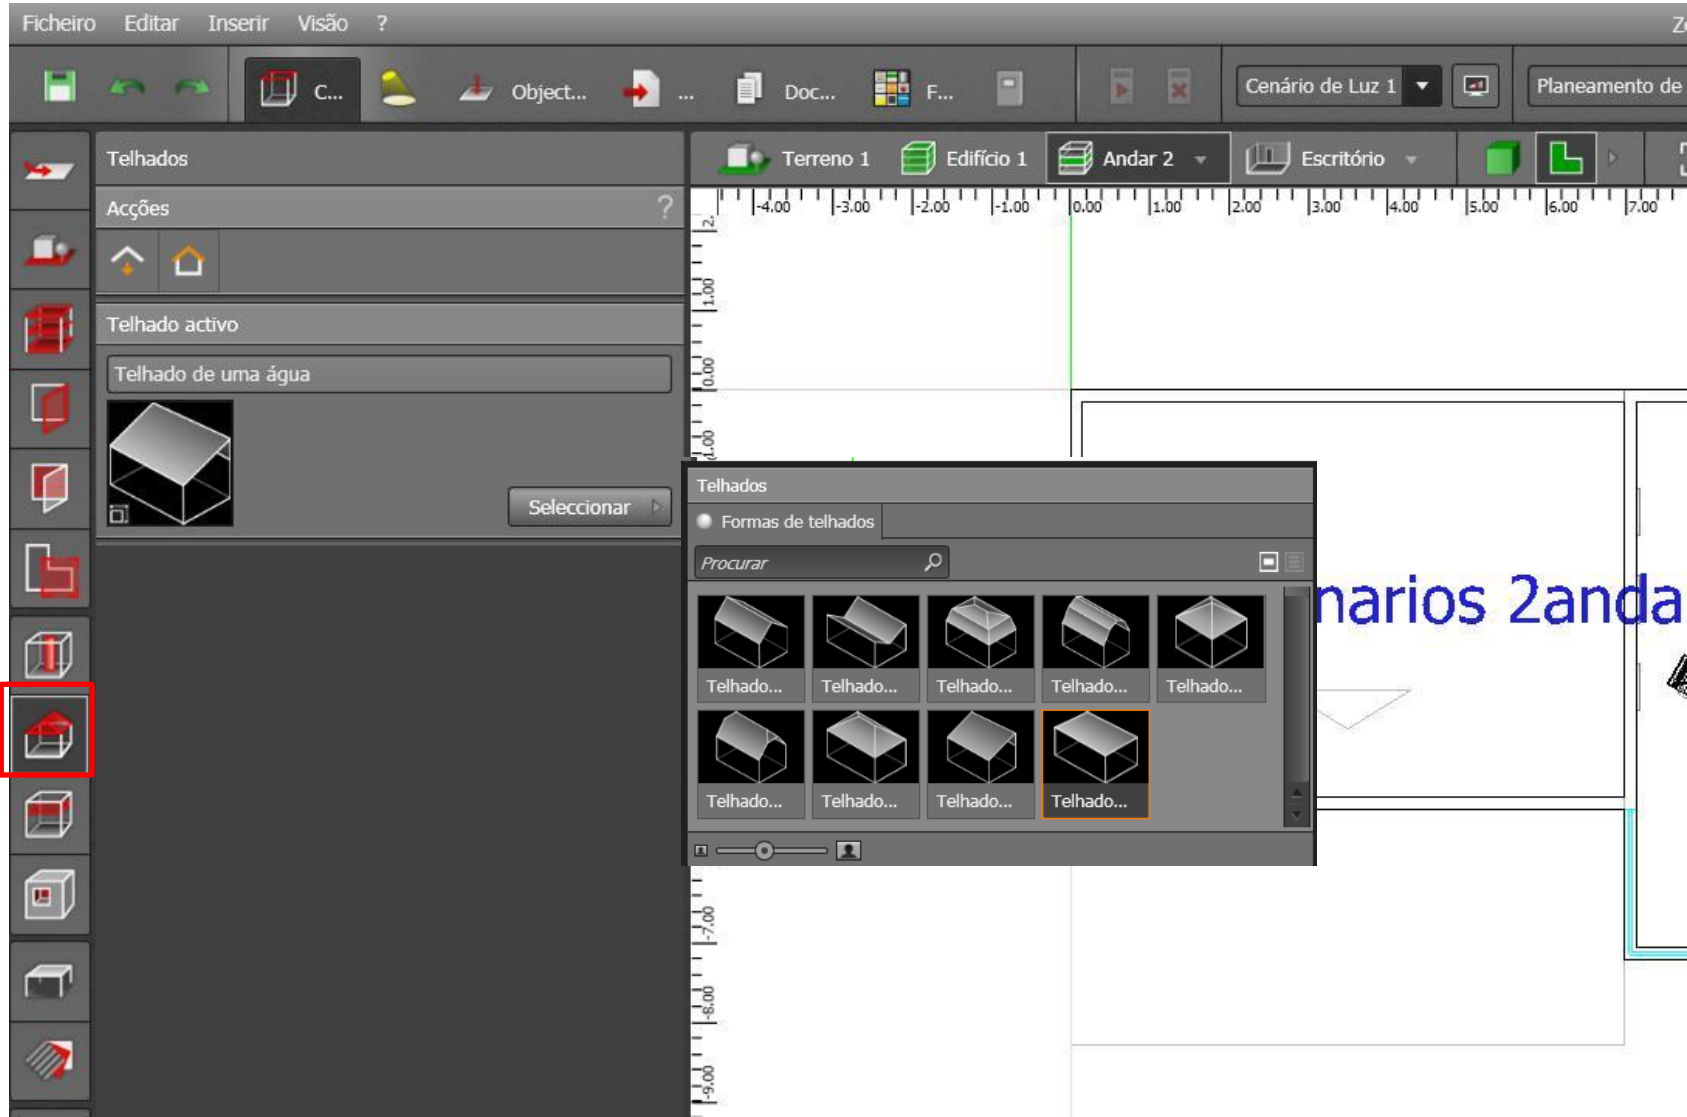 Ficheiro Editar Inserir Visão ?
C... Object... ... Doc... F... Cenário de Luz 1 Planeamento de
Telhados
Terreno 1 Edifício 1 Andar 2 Escritório
Acções ?
-4.00 -3.00 -2.00 -1.00 0.00 1.00 2.00 3.00 4.00 5.00 6.00 7.00
2.
1.00
Telhado activo
0.00
Telhado de uma água
-1.00
Seleccionar
Telhados
Formas de telhados
Procurar
narios 2anda
Telhado... Telhado... Telhado... Telhado... Telhado...
Telhado... Telhado... Telhado... Telhado...
-7.00
-8.00
-9.00